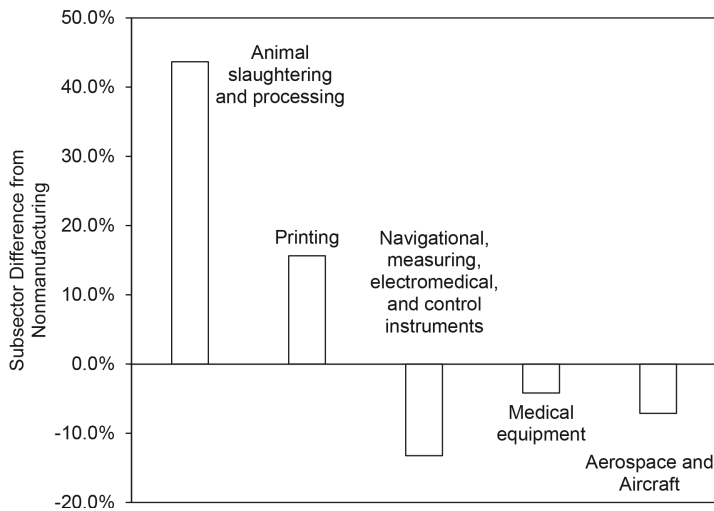 50.0%
40.0%
30.0%
20.0%
10.0%
0.0%
-10.0%
-20.0%
Subsector Difference from
Nonmanufacturing
Animal
slaughtering
and processing
Printing
Navigational,
measuring,
electromedical,
and control
instruments
Medical
equipment
Aerospace and
Aircraft